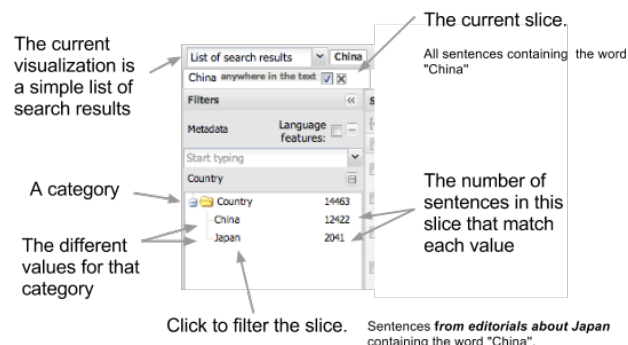 The current slice.
The current
visualization is
a simple list of
search results
List of search results
China
All sentences containing the word
"China"
China anywhere in the text
Filters
Metadata
Language
features:
Start typing
Country
A category
Country 14463
China 12422
Japan 2041
The number of
sentences in this
slice that match
each value
The different
values for that
category
Click to filter the slice.
Sentences from editorials about Japan
containing the word "China".